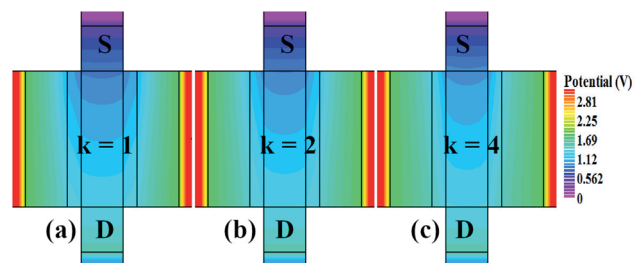 S
S
S
Potential (V)
2.81
2.25
1.69
1.12
0.562
0
k = 1
k = 2
k = 4
(a)
D
(b)
D
(c)
D